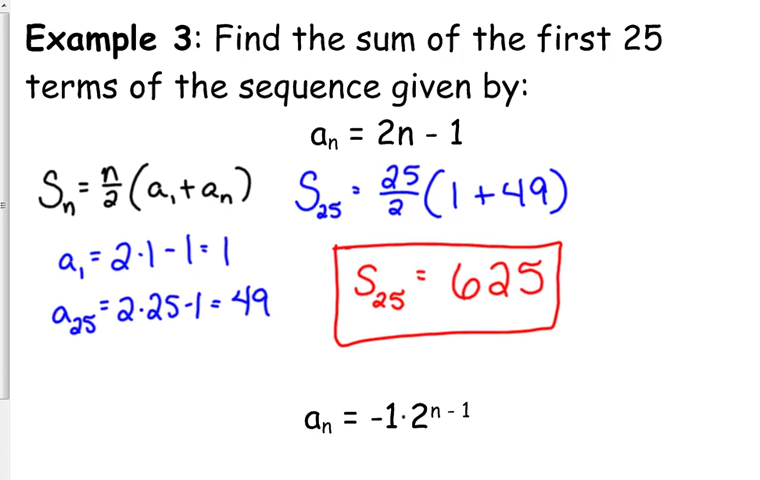 Example 3: Find the sum of the first 25
terms of the sequence given by:
aₙ = 2n - 1
Sₙ = n/2 (a₁ + aₙ)
S₂₅ = 25/2 (1 + 49)
a₁ = 2·1 - 1 = 1
a₂₅ = 2·25 - 1 = 49
S₂₅ = 625
aₙ = -1·2ⁿ⁻¹